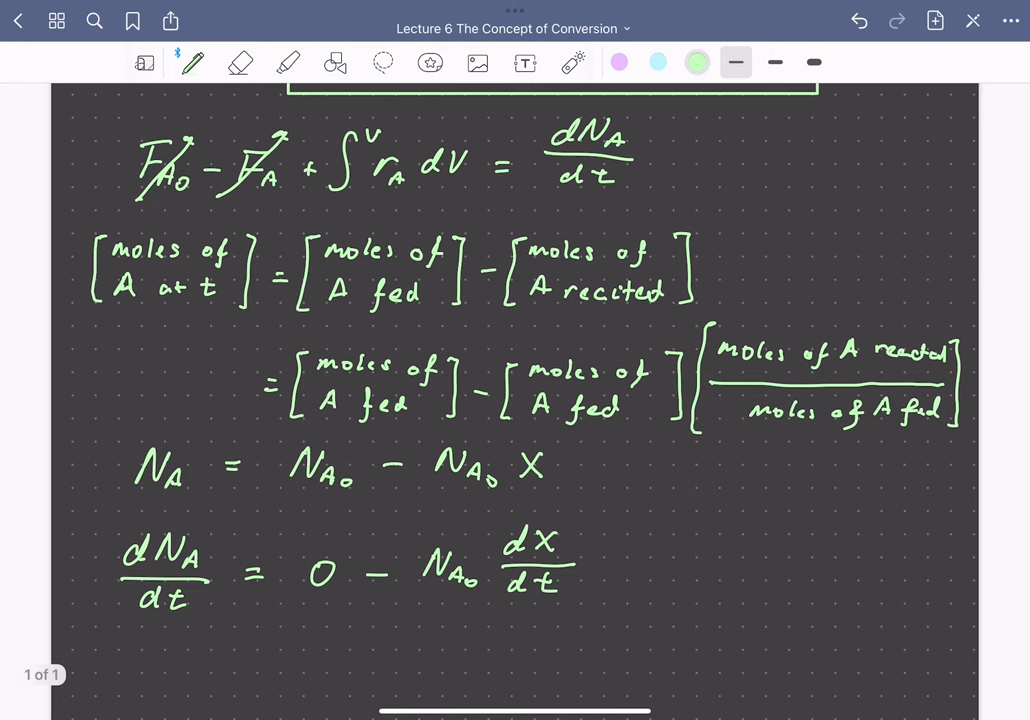 Lecture 6 The Concept of Conversion
F_A0 - F_A + ∫^V r_A dV = dN_A/dt
[moles of A at t] = [moles of A fed] - [moles of A reacted]
= [moles of A fed] - [moles of A fed] [moles of A reacted / moles of A fed]
N_A = N_A0 - N_A0 X
dN_A/dt = 0 - N_A0 dX/dt
1 of 1